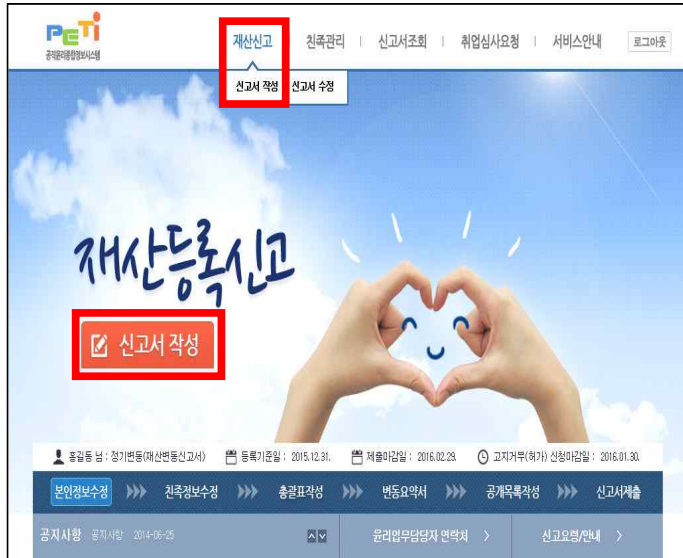 PETI
공직윤리종합정보시스템
재산신고 친족관리 | 신고서조회 | 취업심사요청 | 서비스안내 로그아웃
신고서 작성 신고서 수정
재산등록신고
신고서 작성
홍길동 님 : 정기변동(재산변동신고서) 등록기준일 : 2015.12.31. 제출마감일 : 2016.02.29. 고지거부(허가) 신청마감일 : 2016.01.30.
본인정보수정 >>> 친족정보수정 >>> 총괄표작성 >>> 변동요약서 >>> 공개목록작성 >>> 신고서제출
공지사항 공지사항 2014-06-25 윤리업무담당자 연락처 > 신고요령/안내 >